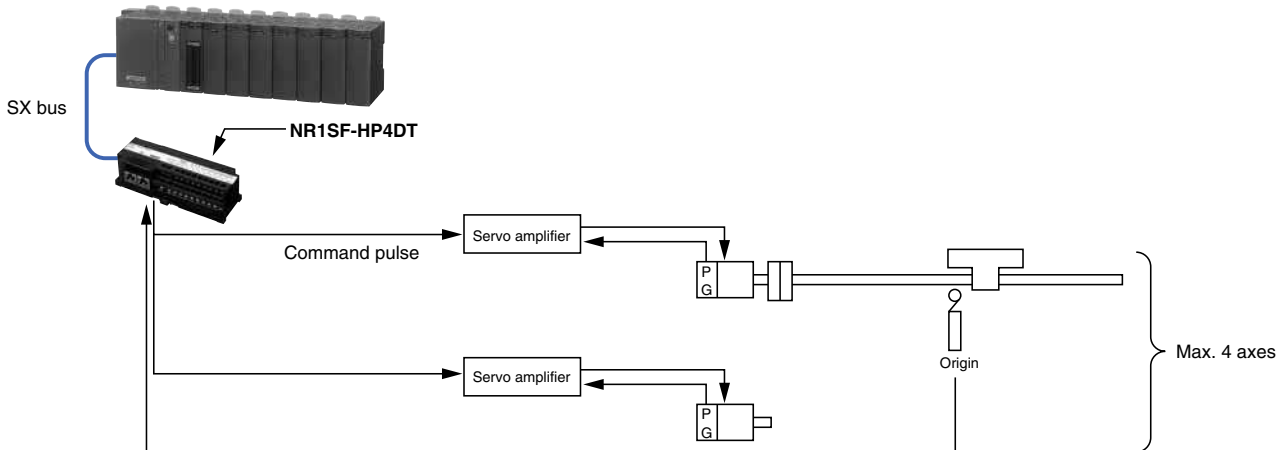 SX bus
NR1SF-HP4DT
Command pulse
Servo amplifier
P
G
Origin
Max. 4 axes
Servo amplifier
P
G